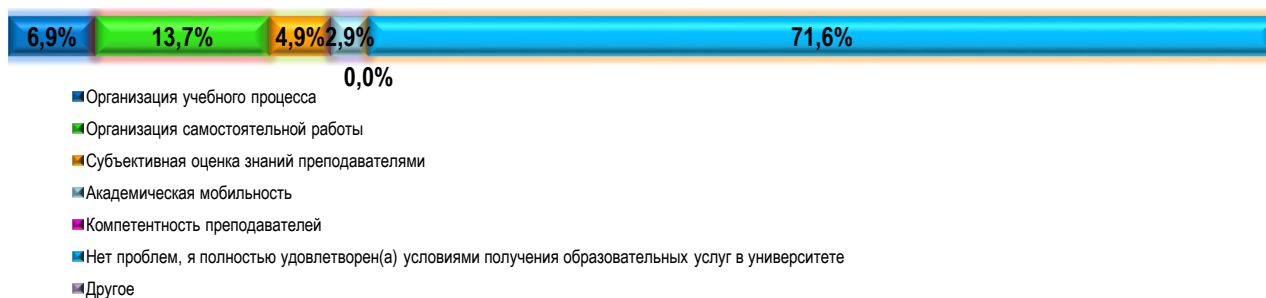 6,9% 13,7% 4,9% 2,9% 71,6%
0,0%
Организация учебного процесса
Организация самостоятельной работы
Субъективная оценка знаний преподавателями
Академическая мобильность
Компетентность преподавателей
Нет проблем, я полностью удовлетворен(а) условиями получения образовательных услуг в университете
Другое